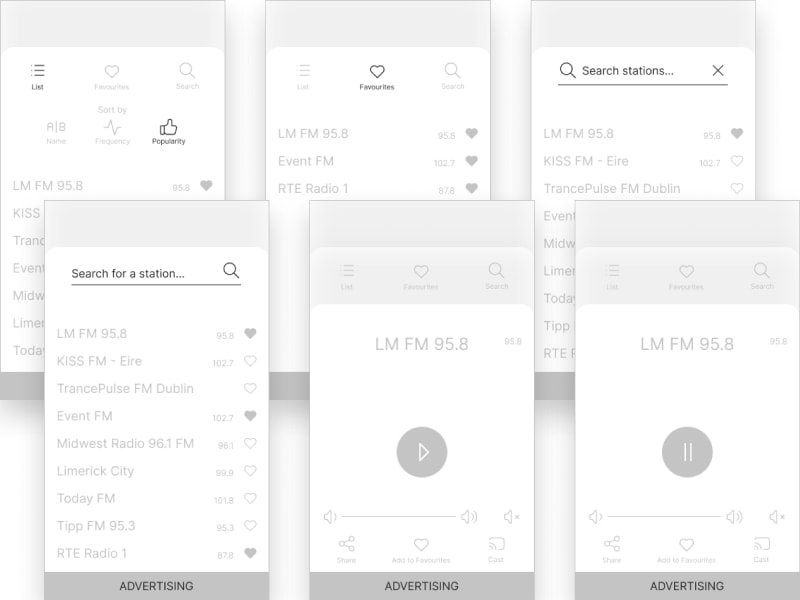 List
Favourites
Search
Sort by
A|B
Name
Frequency
Popularity
LM FM 95.8
95.8
KISS
Tranc
Event
Midw
Limer
Toda
List
Favourites
Search
LM FM 95.8
95.8
Event FM
102.7
RTE Radio 1
87.8
Search stations...
LM FM 95.8
95.8
KISS FM - Eire
102.7
TrancePulse FM Dublin
Event
Midw
Limer
Toda
Tipp
RTE F
Search for a station...
LM FM 95.8
95.8
KISS FM - Eire
102.7
TrancePulse FM Dublin
Event FM
102.7
Midwest Radio 96.1 FM
96.1
Limerick City
99.9
Today FM
101.8
Tipp FM 95.3
95.3
RTE Radio 1
87.8
ADVERTISING
List
Favourites
Search
LM FM 95.8
95.8
Share
Add to Favourites
Cast
ADVERTISING
List
Favourites
Search
LM FM 95.8
95.8
Share
Add to Favourites
Cast
ADVERTISING